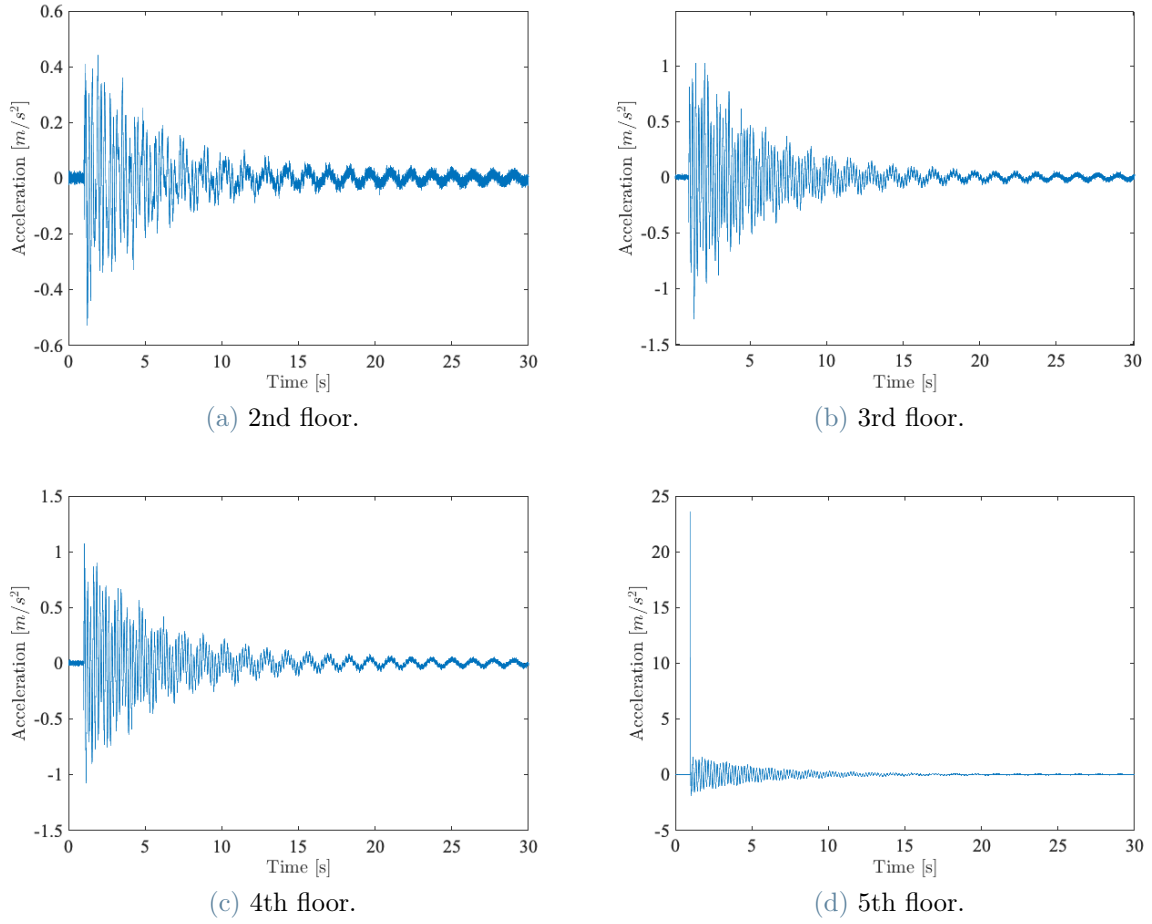 0.6
0.4
0.2
0
-0.2
-0.4
-0.6
Acceleration [m/s²]
0 5 10 15 20 25 30
Time [s]
(a) 2nd floor.
1
0.5
0
-0.5
-1
-1.5
Acceleration [m/s²]
5 10 15 20 25 30
Time [s]
(b) 3rd floor.
1.5
1
0.5
0
-0.5
-1
-1.5
Acceleration [m/s²]
0 5 10 15 20 25 30
Time [s]
(c) 4th floor.
25
20
15
10
5
0
-5
Acceleration [m/s²]
0 5 10 15 20 25 30
Time [s]
(d) 5th floor.